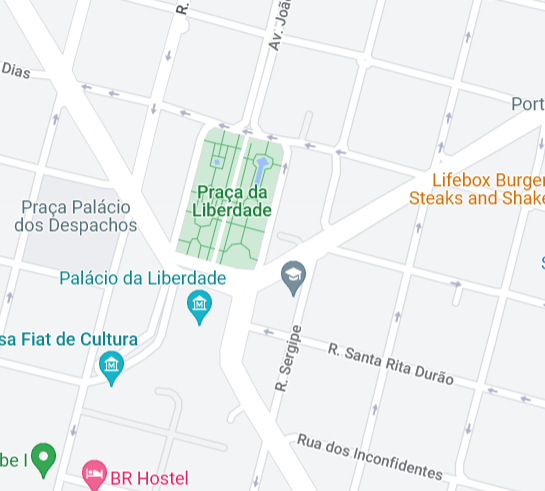 R.
Av. Joã
Dias
Port
Lifebox Burger
Steaks and Shake
Praça da
Liberdade
Praça Palácio
dos Despachos
Palácio da Liberdade
sa Fiat de Cultura
R. Sergipe
R. Santa Rita Durão
Rua dos Inconfidentes
be I
BR Hostel